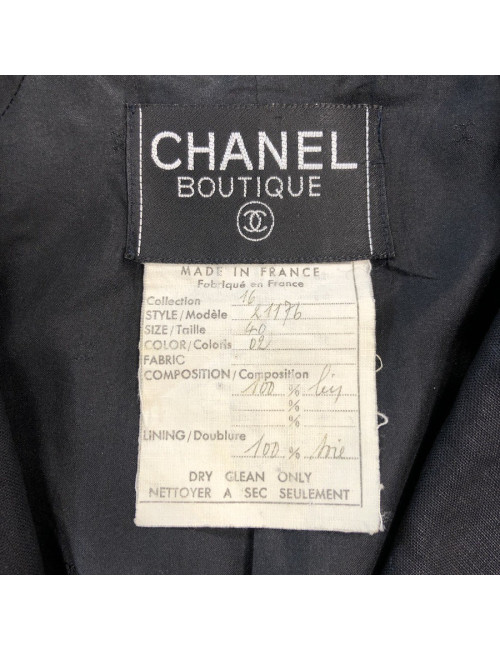 CHANEL
BOUTIQUE
MADE IN FRANCE
Fabriqué en France
Collection 16
STYLE/Modèle 21176
SIZE/Taille 40
COLOR/Coloris 02
FABRIC
COMPOSITION/Composition
100 % lin
%
%
LINING/Doublure
100 % soie
DRY CLEAN ONLY
NETTOYER A SEC SEULEMENT